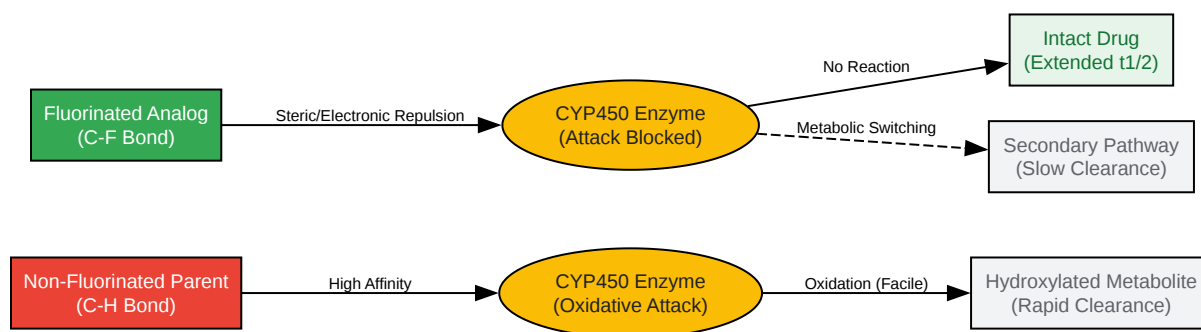 Fluorinated Analog
(C-F Bond)
Steric/Electronic Repulsion
CYP450 Enzyme
(Attack Blocked)
No Reaction
Intact Drug
(Extended t1/2)
Metabolic Switching
Secondary Pathway
(Slow Clearance)
Non-Fluorinated Parent
(C-H Bond)
High Affinity
CYP450 Enzyme
(Oxidative Attack)
Oxidation (Facile)
Hydroxylated Metabolite
(Rapid Clearance)